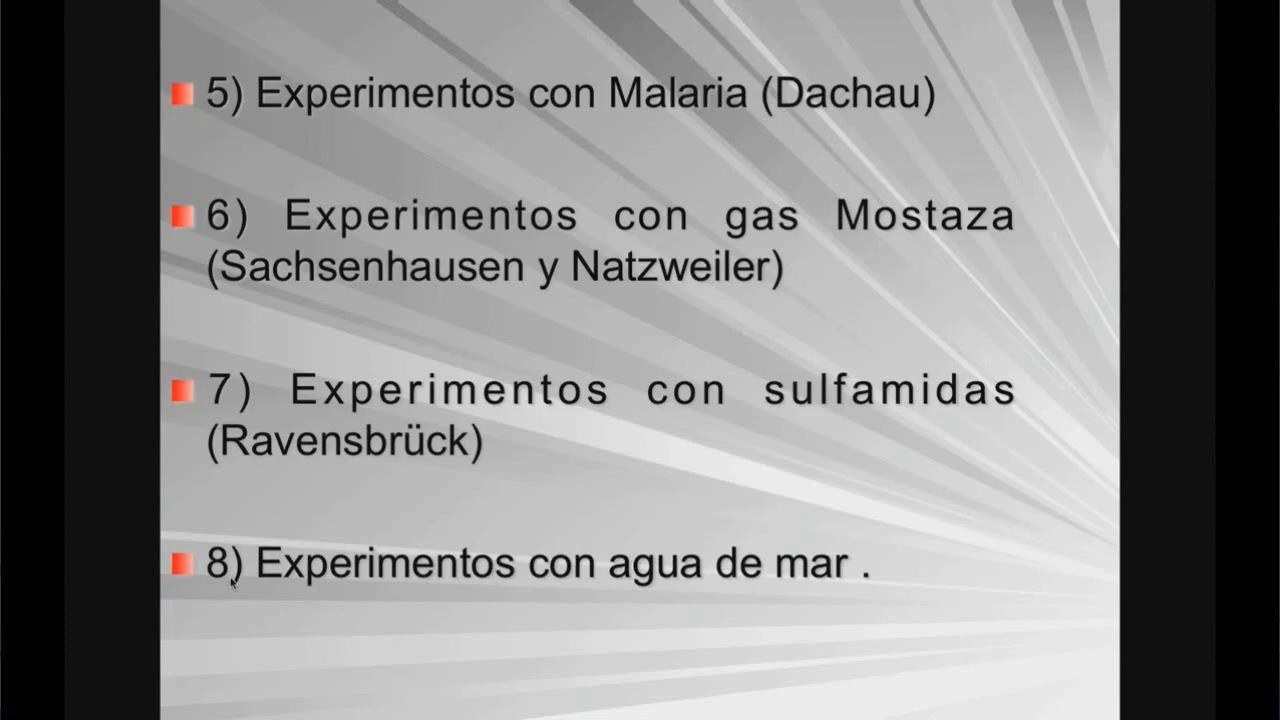 5) Experimentos con Malaria (Dachau)
6) Experimentos con gas Mostaza
(Sachsenhausen y Natzweiler)
7) Experimentos con sulfamidas
(Ravensbrück)
8) Experimentos con agua de mar .